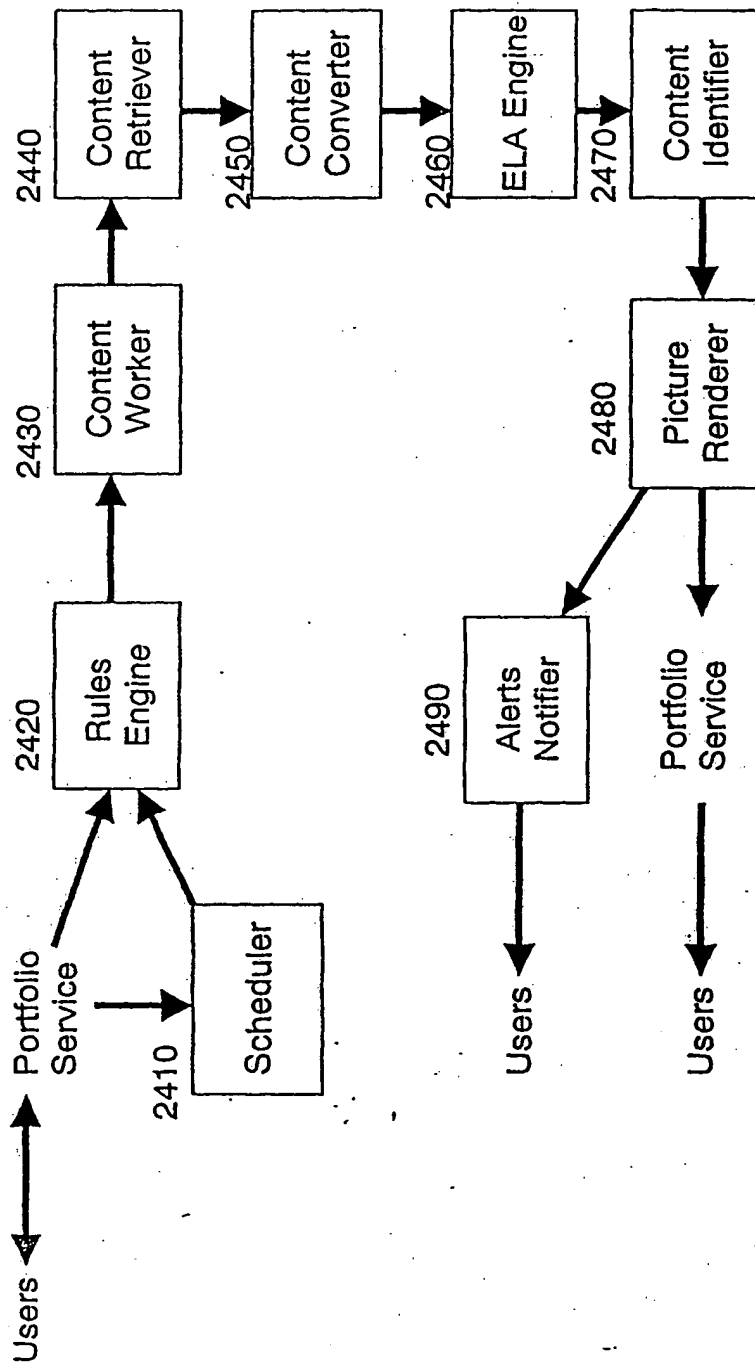 Users
Portfolio
Service
2410
Scheduler
2420
Rules
Engine
2430
Content
Worker
2440
Content
Retriever
2450
Content
Converter
2460
ELA Engine
2470
Content
Identifier
2480
Picture
Renderer
2490
Alerts
Notifier
Users
Portfolio
Service
Users